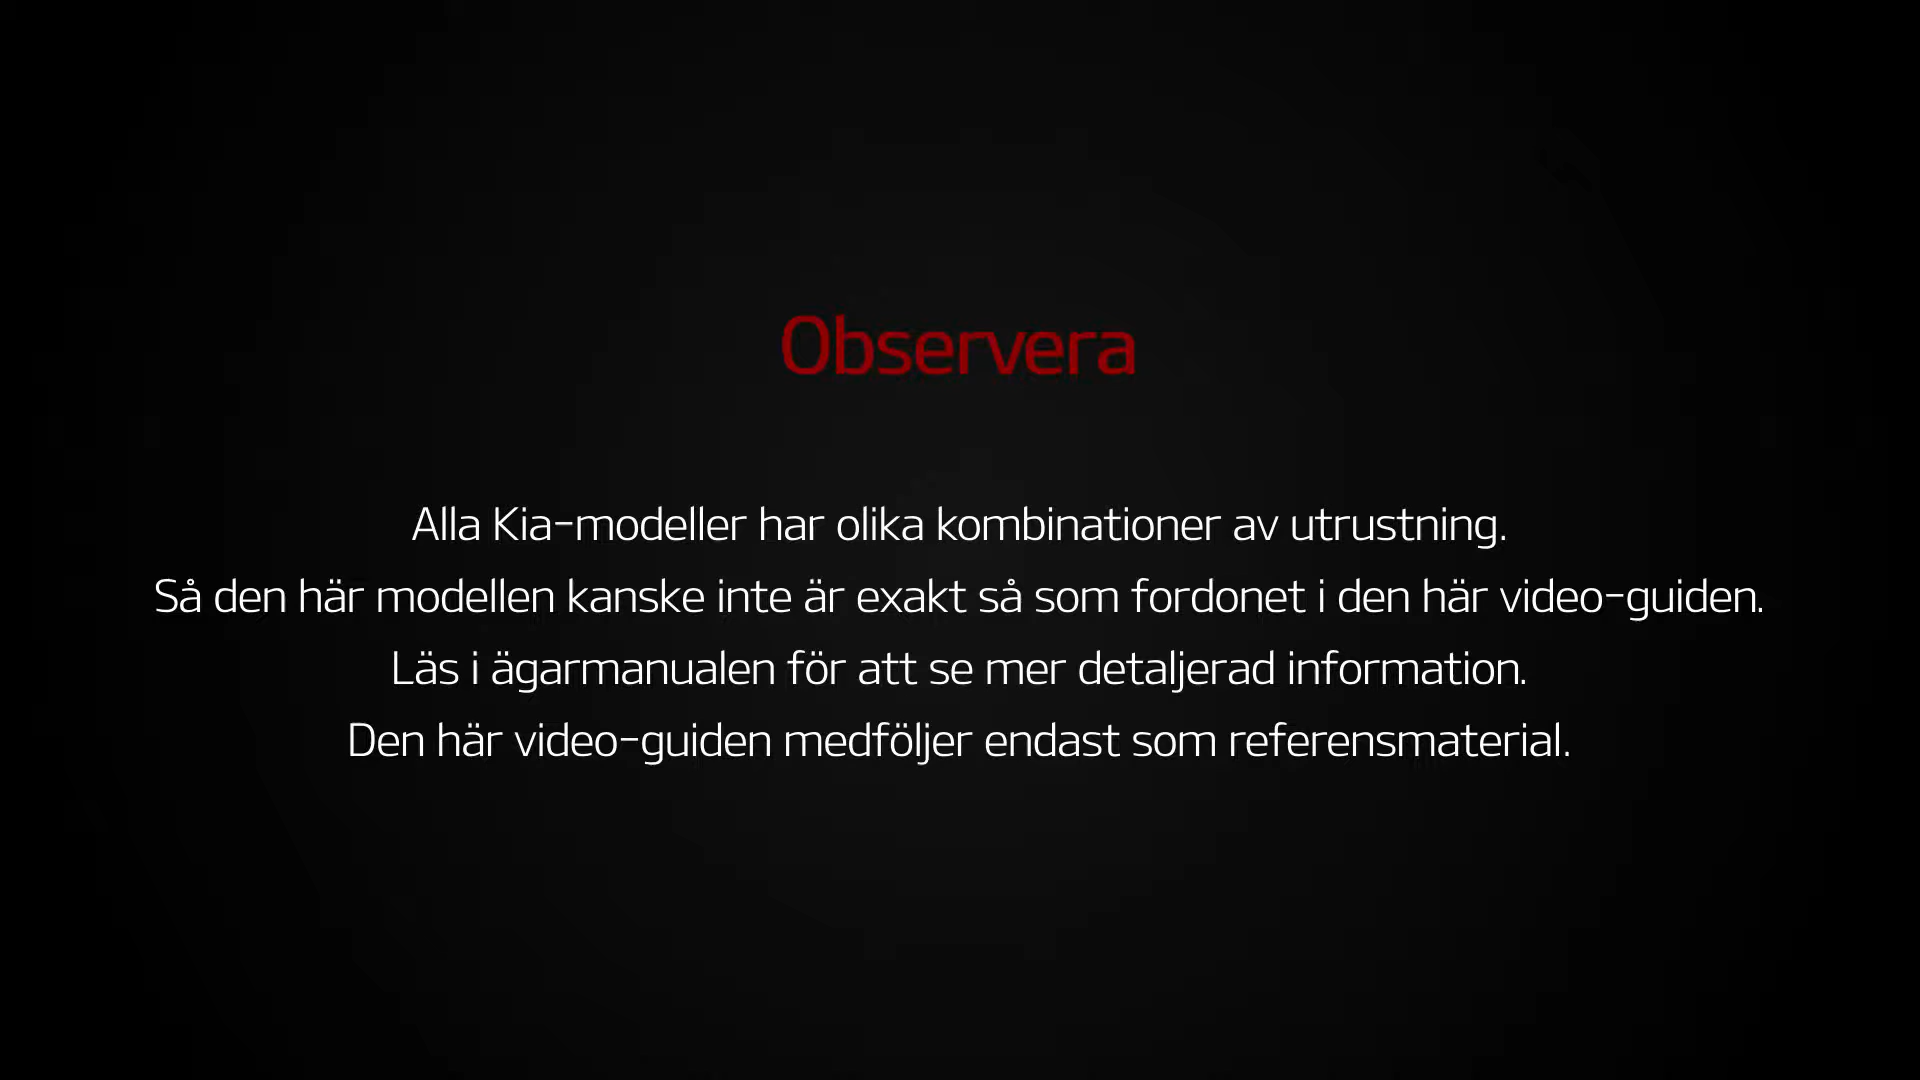 Observera
Alla Kia-modeller har olika kombinationer av utrustning.
Så den här modellen kanske inte är exakt så som fordonet i den här video-guiden.
Läs i ägarmanualen för att se mer detaljerad information.
Den här video-guiden medföljer endast som referensmaterial.